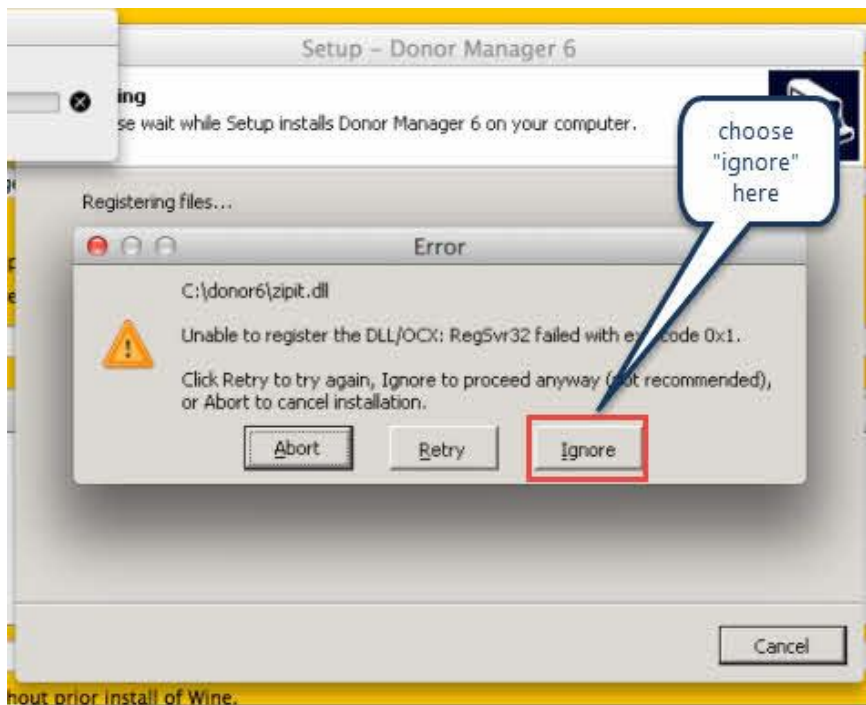 Setup – Donor Manager 6
ing
se wait while Setup installs Donor Manager 6 on your computer.
choose
"ignore"
here
Registering files...
Error
C:\donor6\zipit.dll
Unable to register the DLL/OCX: RegSvr32 failed with exit code 0x1.
Click Retry to try again, Ignore to proceed anyway (not recommended),
or Abort to cancel installation.
Abort
Retry
Ignore
Cancel
hout prior install of Wine.